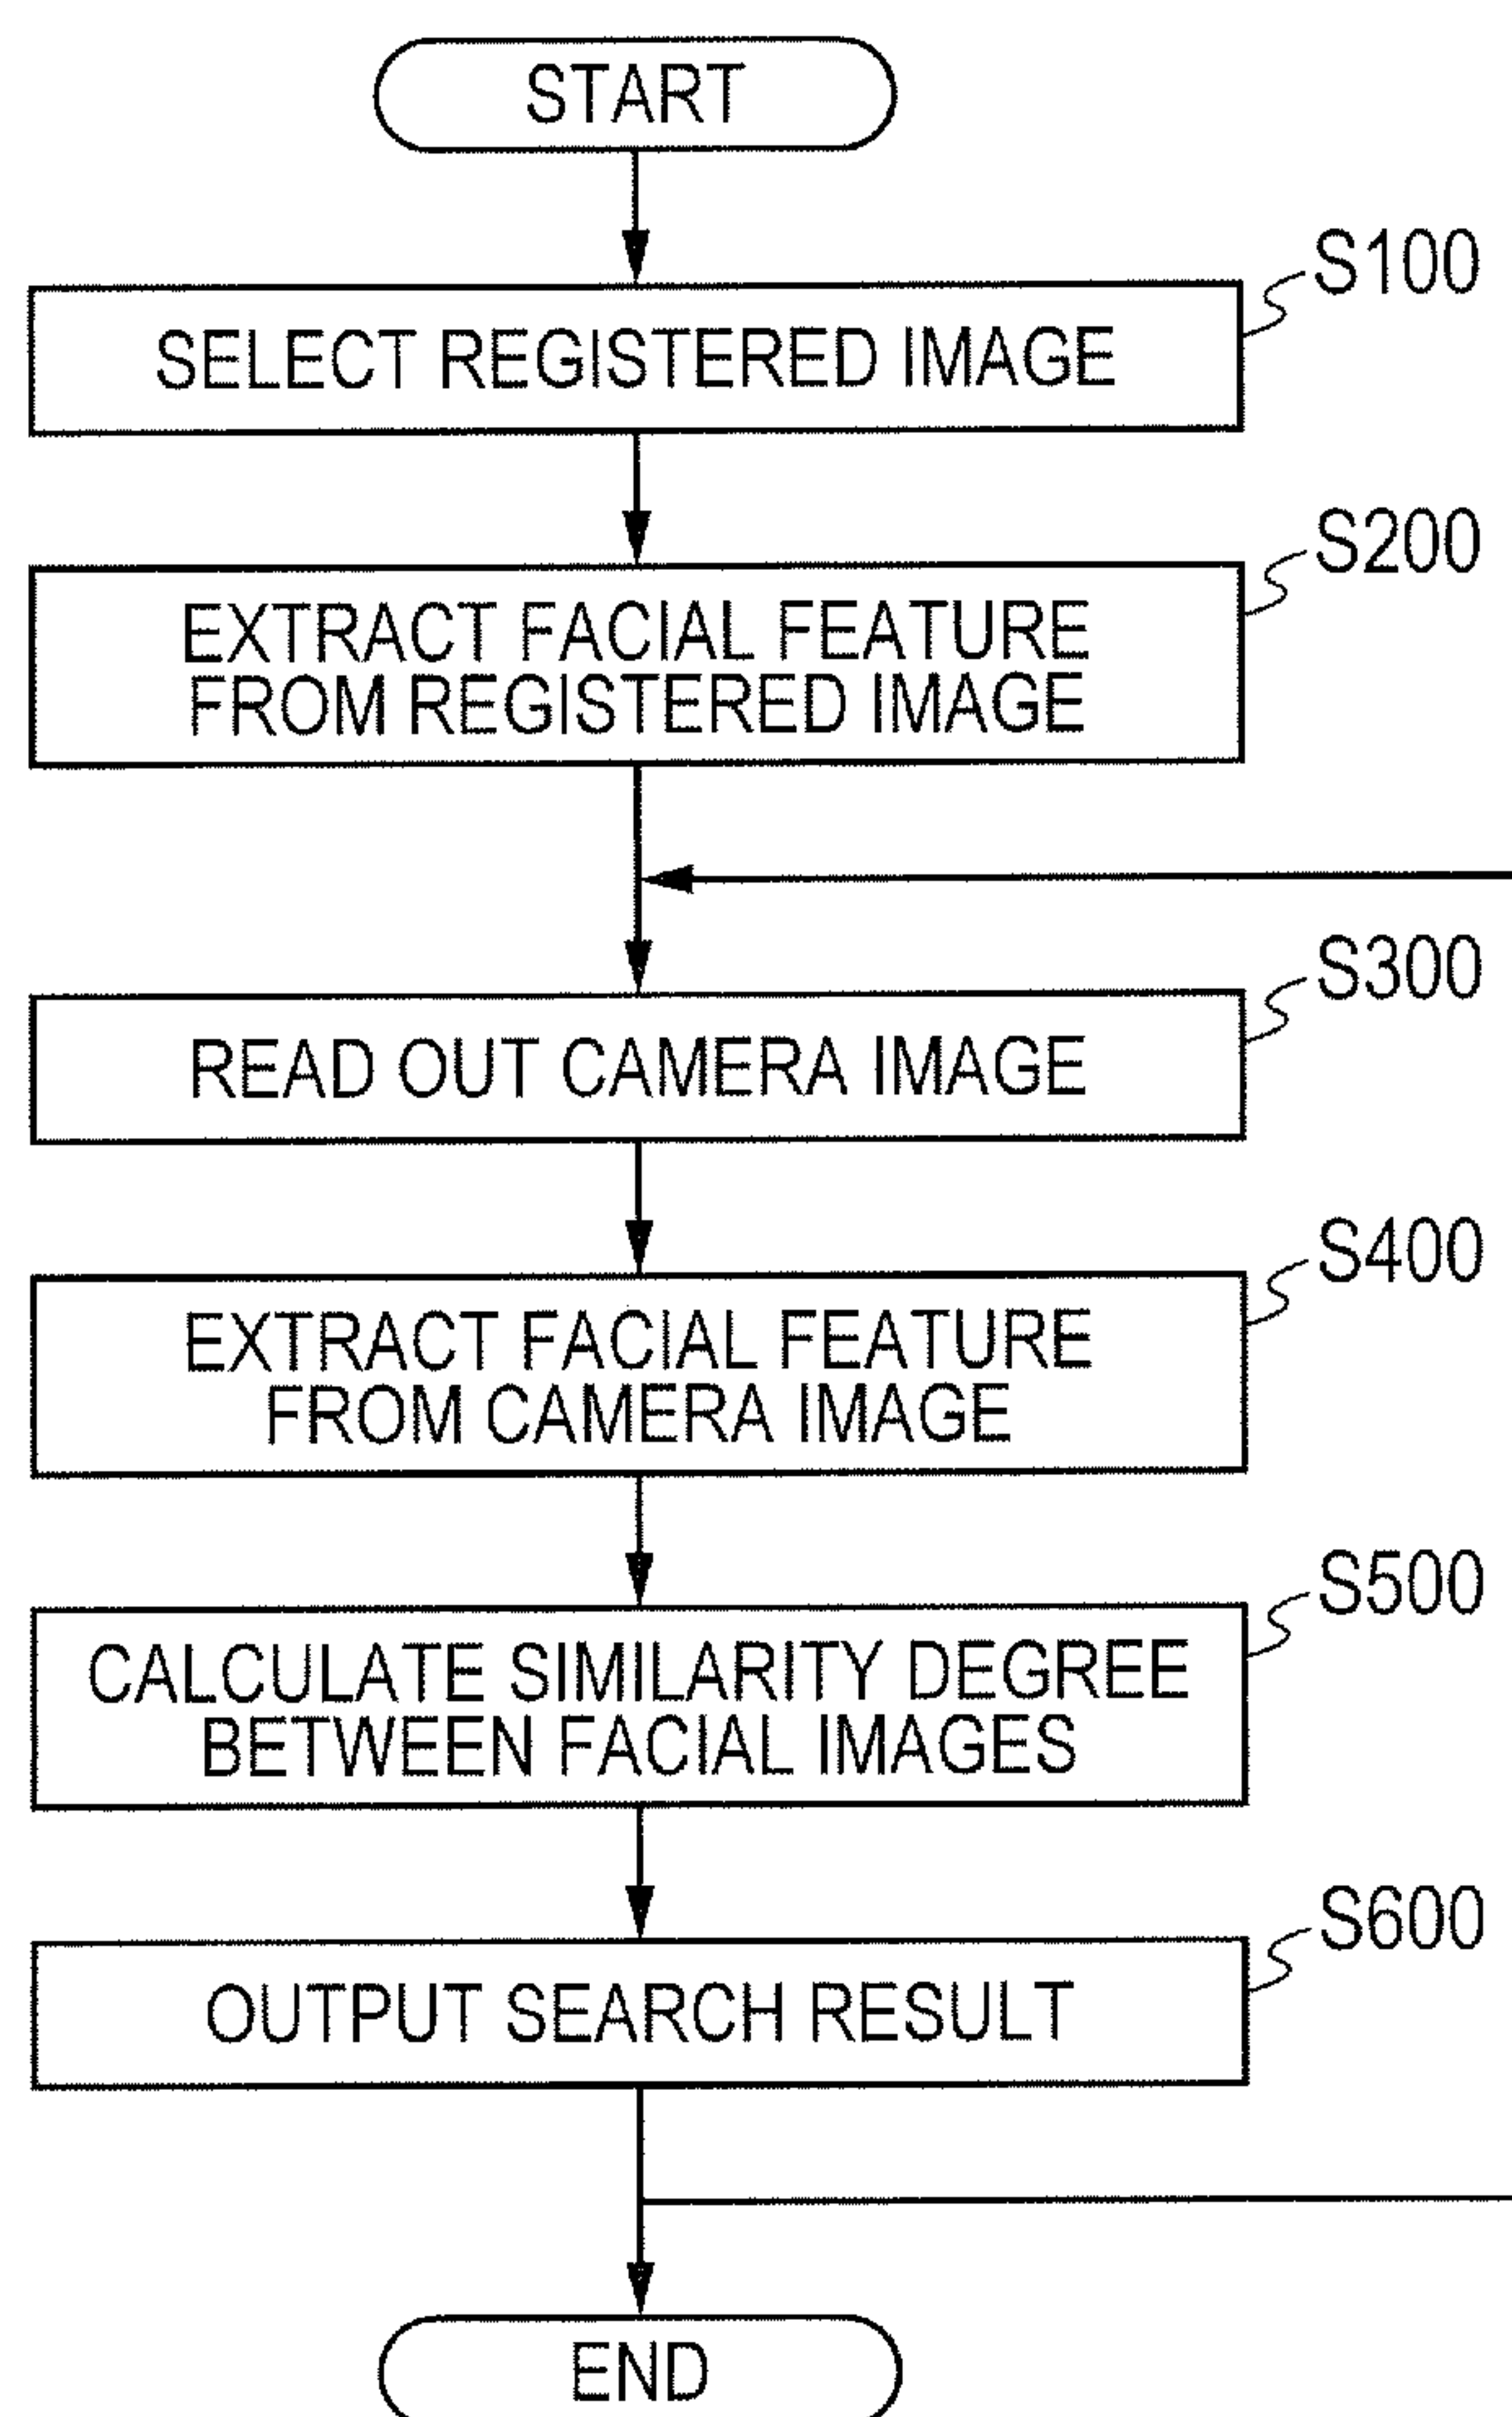 START
S100
SELECT REGISTERED IMAGE
S200
EXTRACT FACIAL FEATURE
FROM REGISTERED IMAGE
S300
READ OUT CAMERA IMAGE
S400
EXTRACT FACIAL FEATURE
FROM CAMERA IMAGE
S500
CALCULATE SIMILARITY DEGREE
BETWEEN FACIAL IMAGES
S600
OUTPUT SEARCH RESULT
END